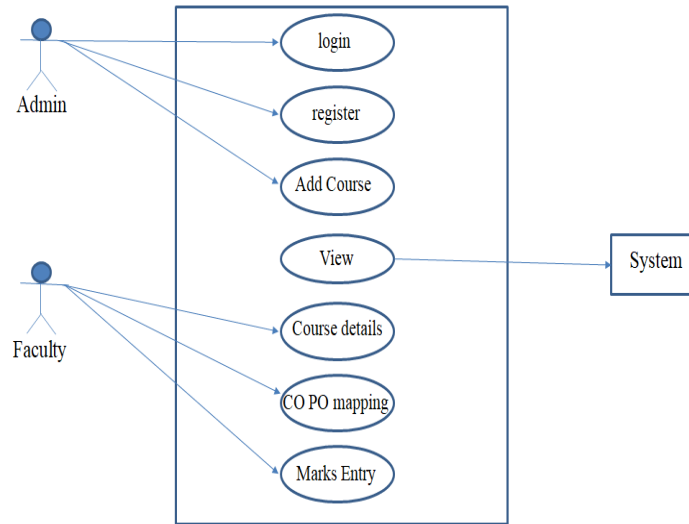 login
Admin
register
Add Course
View
System
Faculty
Course details
CO PO mapping
Marks Entry